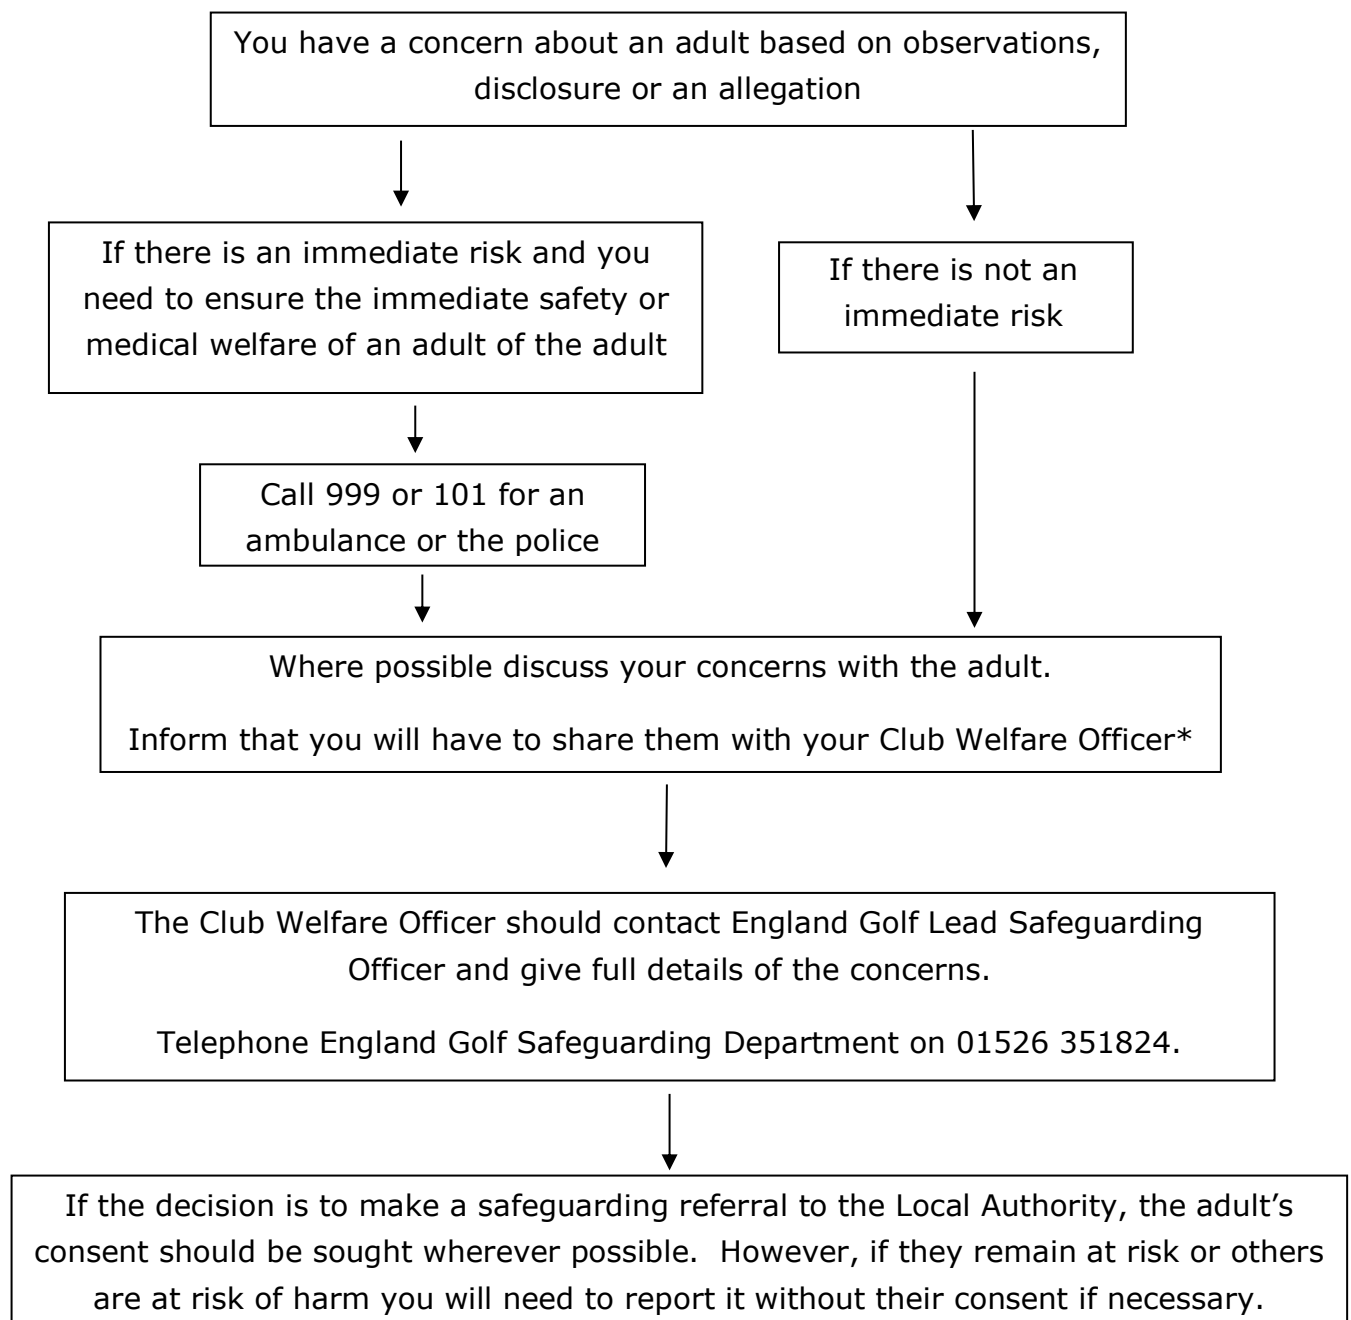 You have a concern about an adult based on observations,
disclosure or an allegation
If there is an immediate risk and you
need to ensure the immediate safety or
medical welfare of an adult of the adult
If there is not an
immediate risk
Call 999 or 101 for an
ambulance or the police
Where possible discuss your concerns with the adult.
Inform that you will have to share them with your Club Welfare Officer*
The Club Welfare Officer should contact England Golf Lead Safeguarding
Officer and give full details of the concerns.
Telephone England Golf Safeguarding Department on 01526 351824.
If the decision is to make a safeguarding referral to the Local Authority, the adult’s
consent should be sought wherever possible.  However, if they remain at risk or others
are at risk of harm you will need to report it without their consent if necessary.